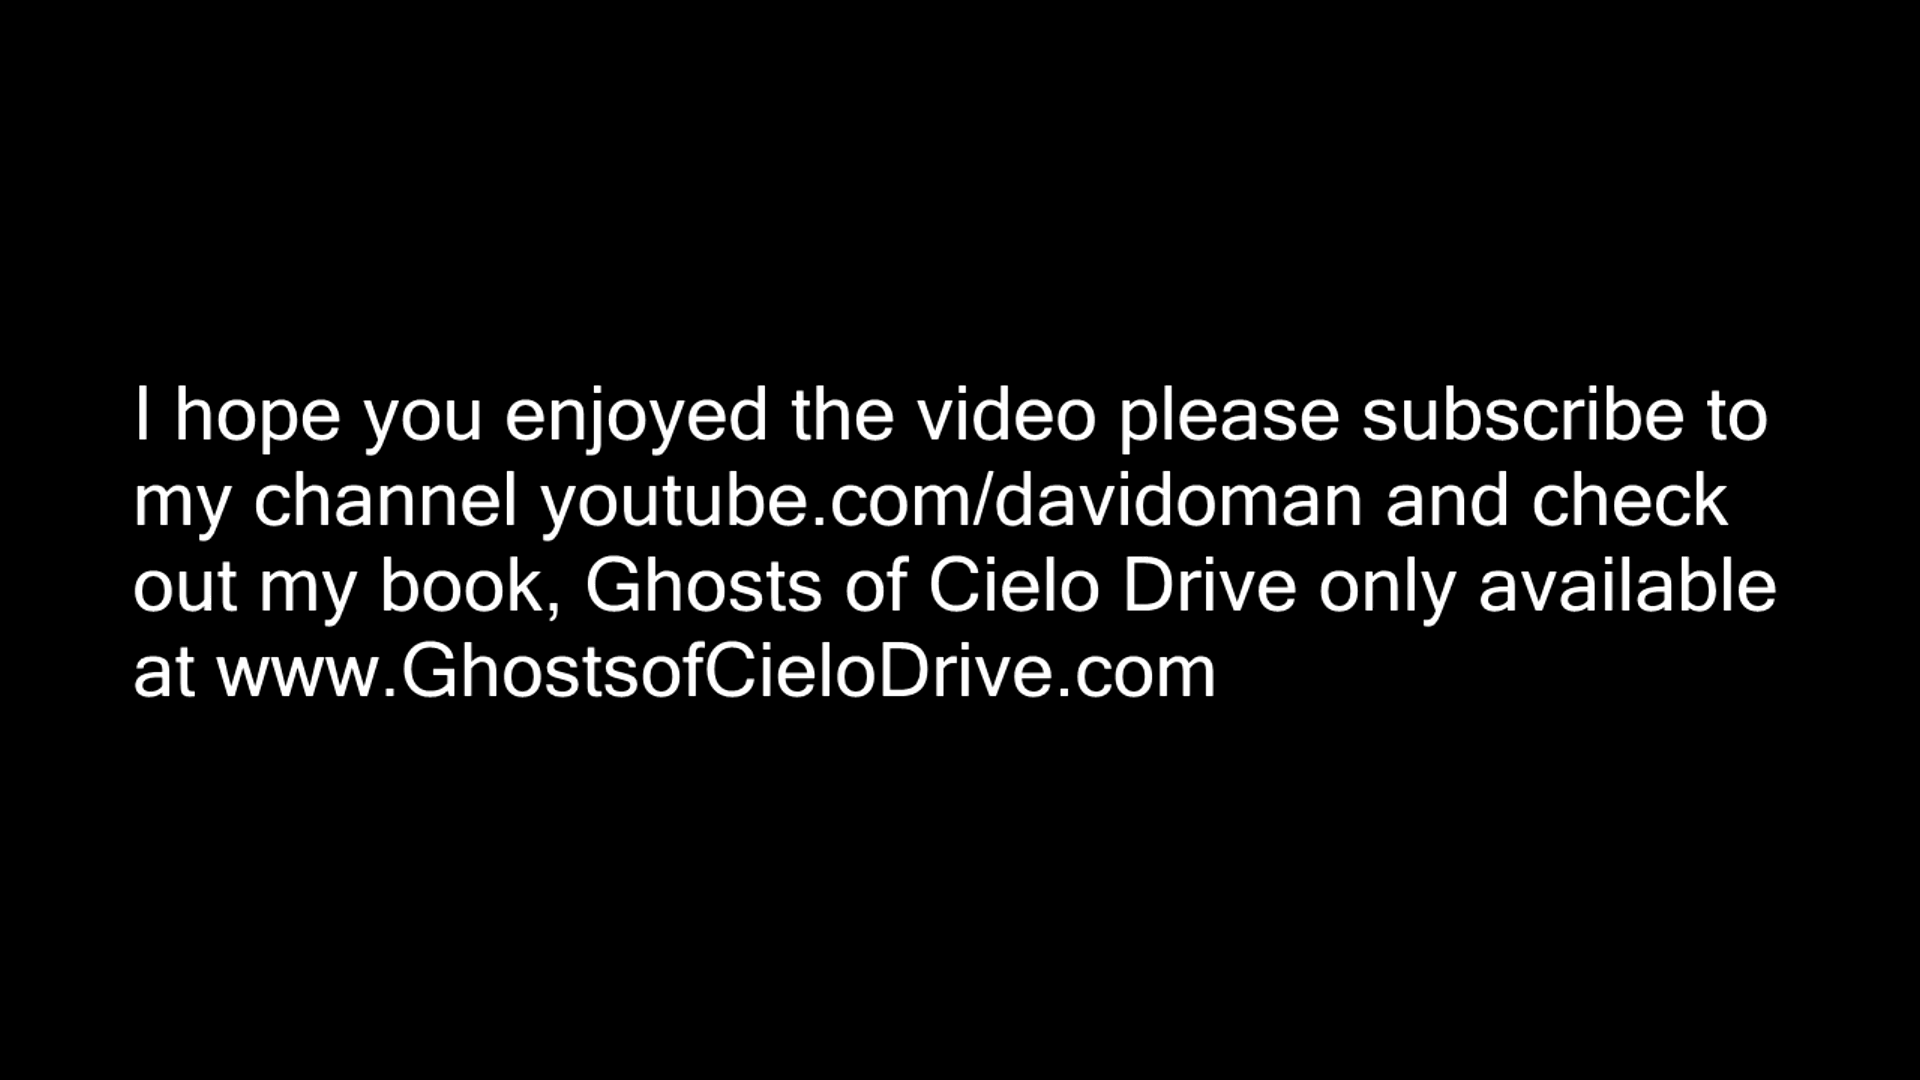 I hope you enjoyed the video please subscribe to
my channel youtube.com/davidoman and check
out my book, Ghosts of Cielo Drive only available
at www.GhostsofCieloDrive.com